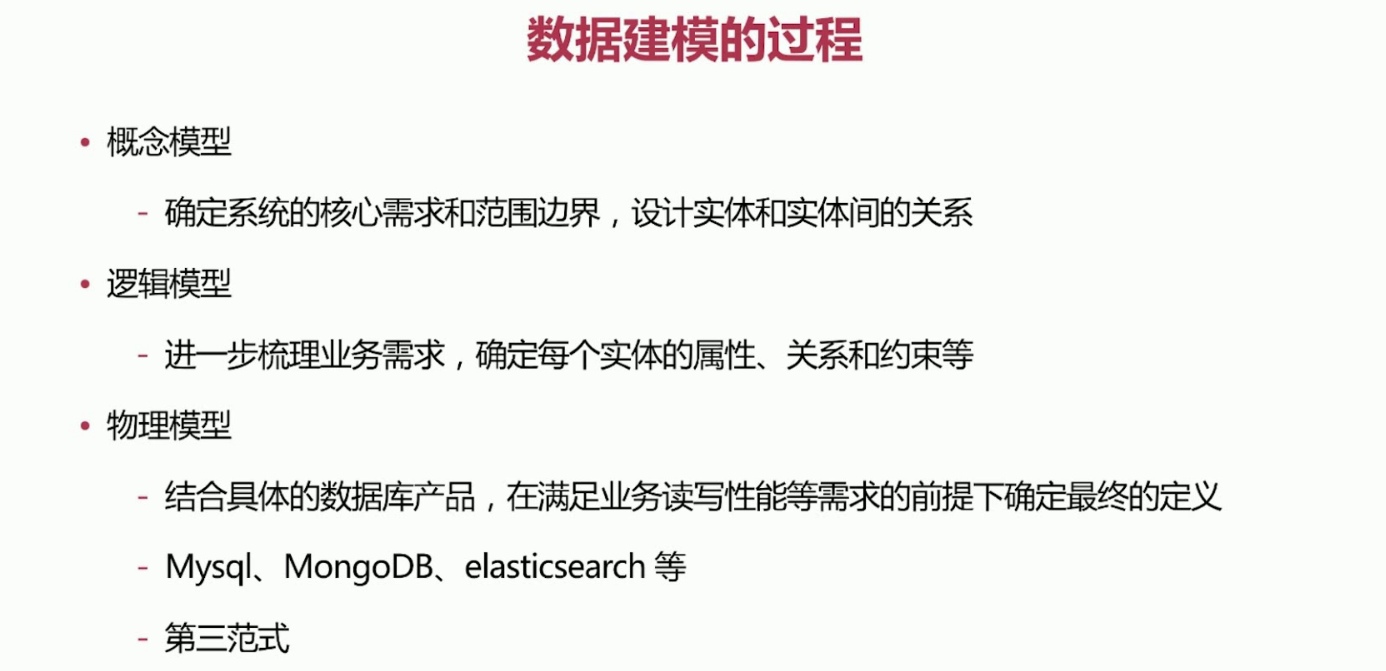 数据建模的过程
• 概念模型
- 确定系统的核心需求和范围边界，设计实体和实体间的关系
• 逻辑模型
- 进一步梳理业务需求，确定每个实体的属性、关系和约束等
• 物理模型
- 结合具体的数据库产品，在满足业务读写性能等需求的前提下确定最终的定义
- Mysql、MongoDB、elasticsearch 等
- 第三范式